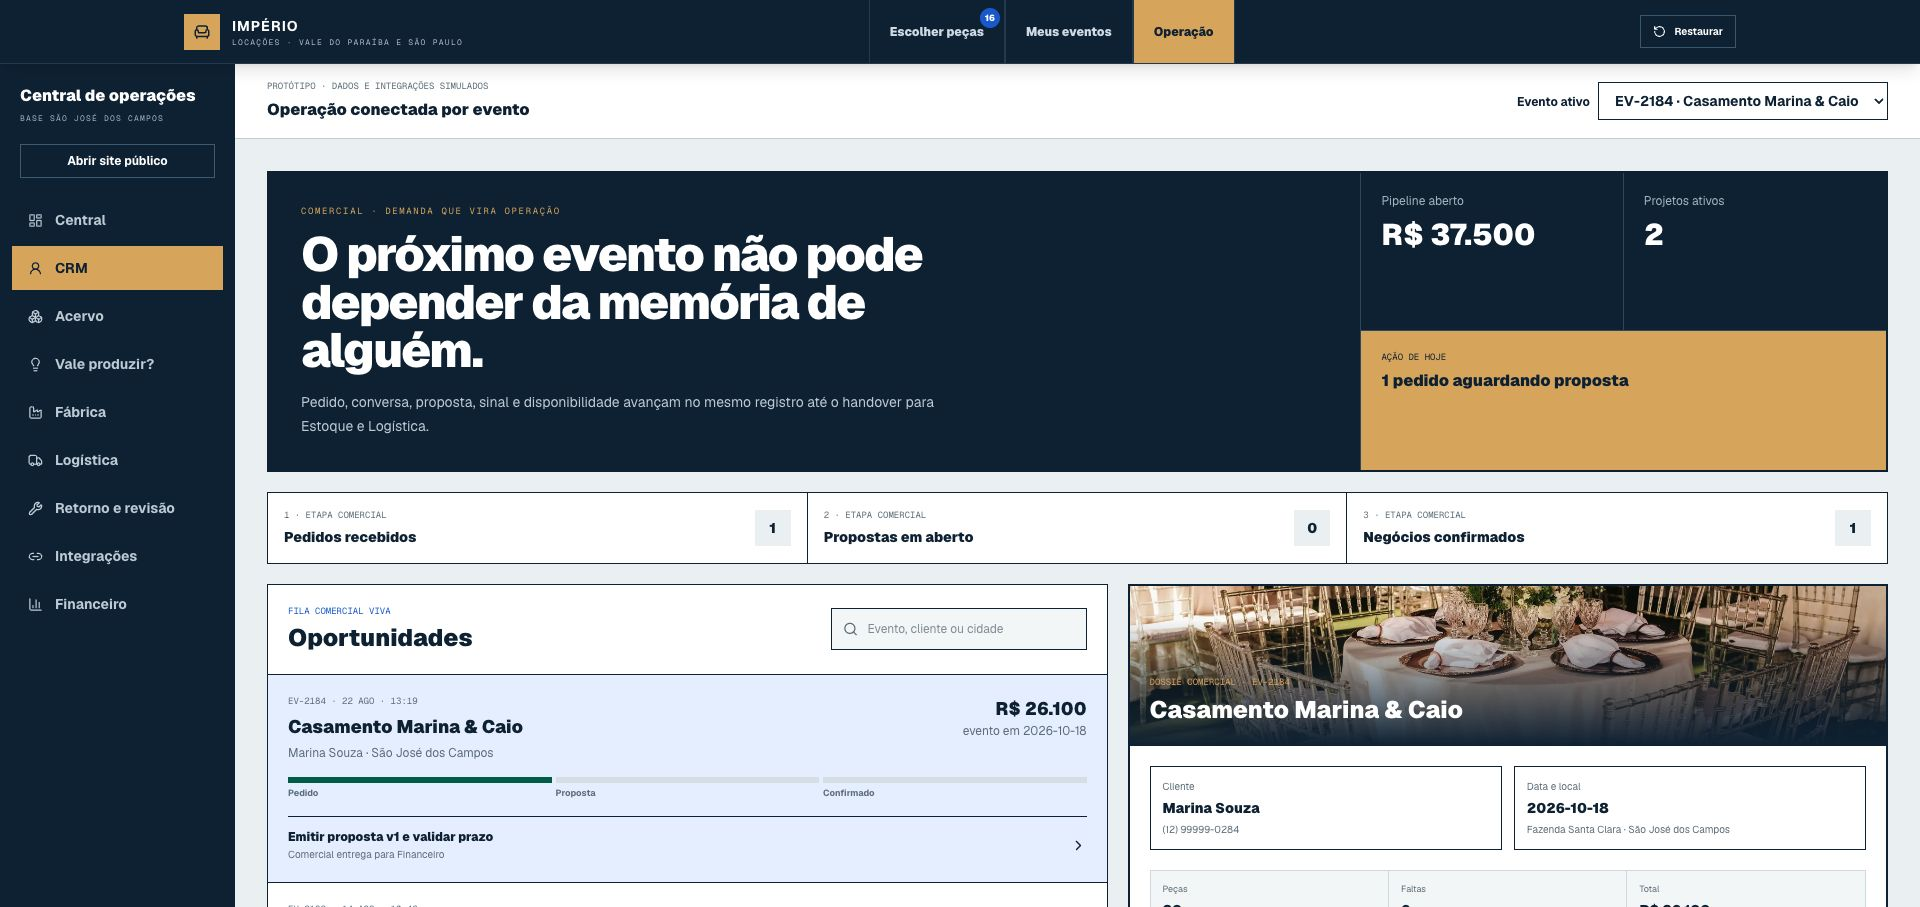 IMPÉRIO
LOCAÇÕES · VALE DO PARAÍBA E SÃO PAULO
Escolher peças
16
Meus eventos
Operação
Restaurar
Central de operações
BASE SÃO JOSÉ DOS CAMPOS
Abrir site público
Central
CRM
Acervo
Vale produzir?
Fábrica
Logística
Retorno e revisão
Integrações
Financeiro
PROTÓTIPO · DADOS E INTEGRAÇÕES SIMULADOS
Operação conectada por evento
Evento ativo
EV-2184 · Casamento Marina & Caio
COMERCIAL · DEMANDA QUE VIRA OPERAÇÃO
O próximo evento não pode
depender da memória de
alguém.
Pedido, conversa, proposta, sinal e disponibilidade avançam no mesmo registro até o handover para
Estoque e Logística.
Pipeline aberto
R$ 37.500
Projetos ativos
2
AÇÃO DE HOJE
1 pedido aguardando proposta
1 · ETAPA COMERCIAL
Pedidos recebidos
1
2 · ETAPA COMERCIAL
Propostas em aberto
0
3 · ETAPA COMERCIAL
Negócios confirmados
1
FILA COMERCIAL VIVA
Oportunidades
Evento, cliente ou cidade
EV-2184 · 22 AGO · 13:19
Casamento Marina & Caio
Marina Souza · São José dos Campos
R$ 26.100
evento em 2026-10-18
Pedido
Proposta
Confirmado
Emitir proposta v1 e validar prazo
Comercial entrega para Financeiro
DOSSIÊ COMERCIAL · EV-2184
Casamento Marina & Caio
Cliente
Marina Souza
(12) 99999-0284
Data e local
2026-10-18
Fazenda Santa Clara · São José dos Campos
Peças
Faltas
Total